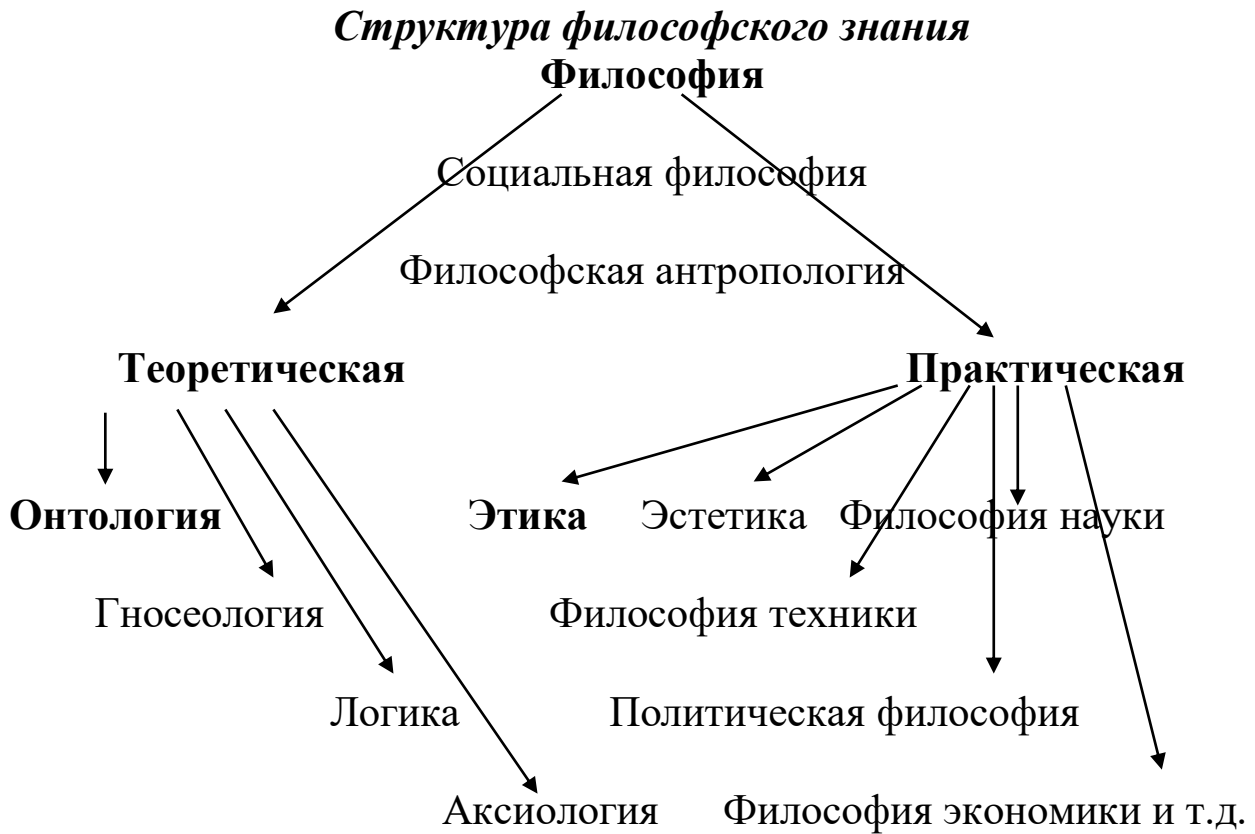 Структура философского знания
Философия
Социальная философия
Философская антропология
Теоретическая Практическая
Онтология Этика Эстетика Философия науки
Гносеология Философия техники
Логика Политическая философия
Аксиология Философия экономики и т.д.